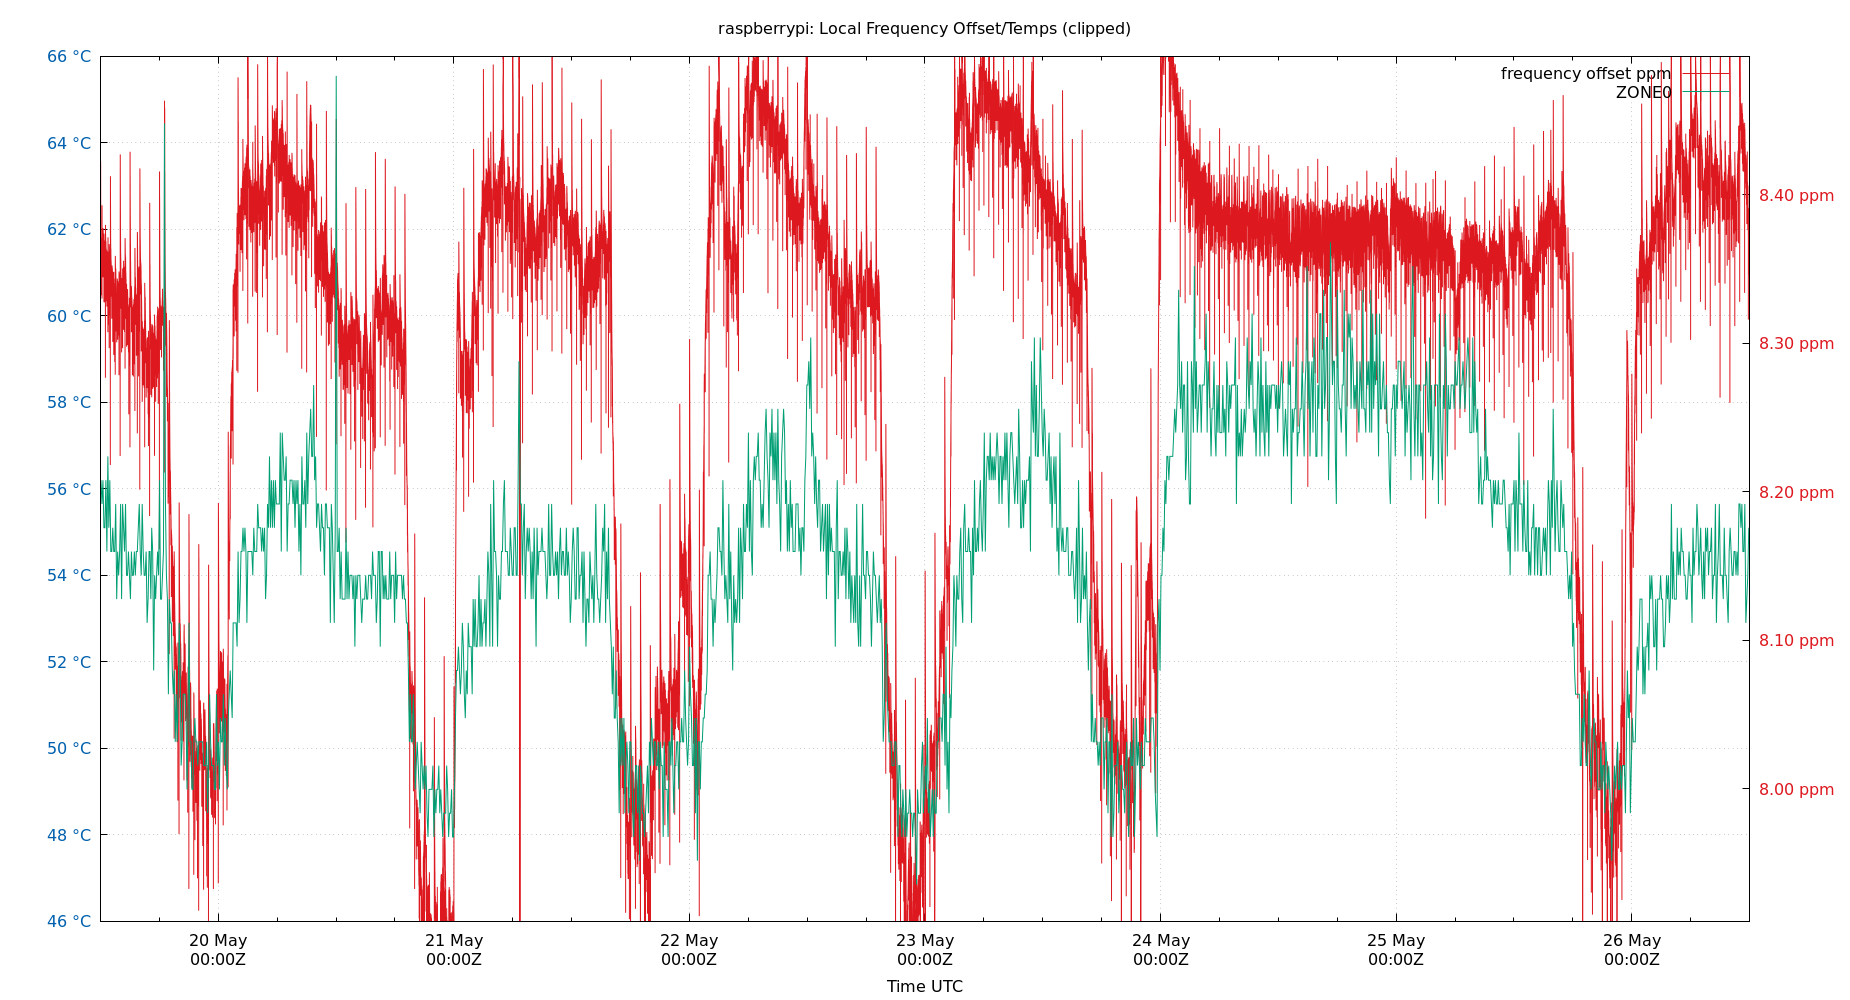 raspberrypi: Local Frequency Offset/Temps (clipped)
66 °C
64 °C
62 °C
60 °C
58 °C
56 °C
54 °C
52 °C
50 °C
48 °C
46 °C
frequency offset ppm
ZONE0
8.40 ppm
8.30 ppm
8.20 ppm
8.10 ppm
8.00 ppm
20 May 21 May 22 May 23 May 24 May 25 May 26 May
00:00Z 00:00Z 00:00Z 00:00Z 00:00Z 00:00Z 00:00Z
Time UTC